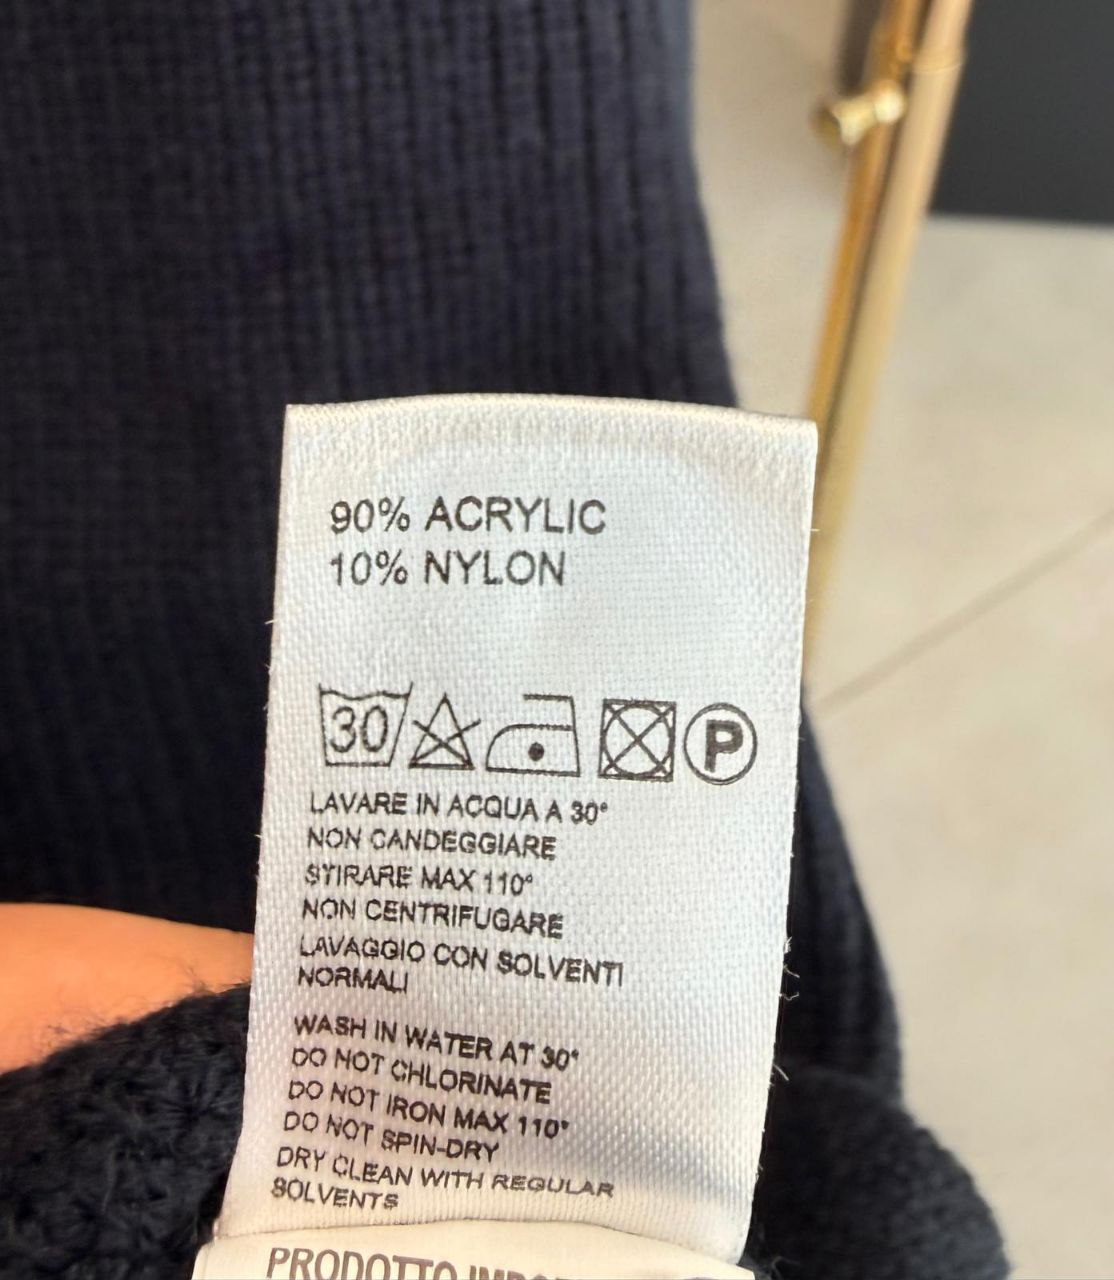 90% ACRYLIC
10% NYLON
30 P
LAVARE IN ACQUA A 30°
NON CANDEGGIARE
STIRARE MAX 110°
NON CENTRIFUGARE
LAVAGGIO CON SOLVENTI
NORMALI
WASH IN WATER AT 30°
DO NOT CHLORINATE
DO NOT IRON MAX 110°
DO NOT SPIN-DRY
DRY CLEAN WITH REGULAR
SOLVENTS
PRODOTTO